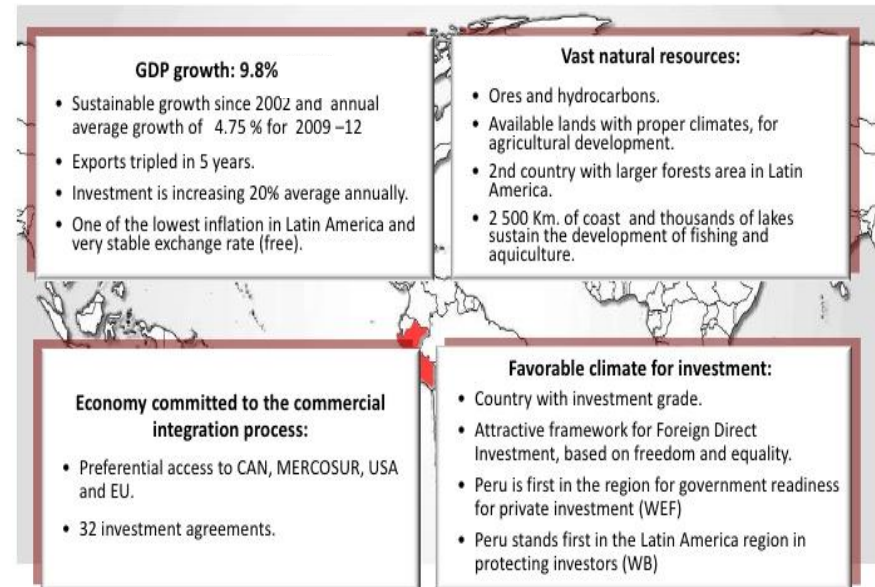 GDP growth: 9.8%
• Sustainable growth since 2002 and annual
average growth of 4.75 % for 2009 –12
• Exports tripled in 5 years.
• Investment is increasing 20% average annually.
• One of the lowest inflation in Latin America and
very stable exchange rate (free).
Vast natural resources:
• Ores and hydrocarbons.
• Available lands with proper climates, for
agricultural development.
• 2nd country with larger forests area in Latin
America.
• 2 500 Km. of coast and thousands of lakes
sustain the development of fishing and
aquiculture.
Economy committed to the commercial
integration process:
• Preferential access to CAN, MERCOSUR, USA
and EU.
• 32 investment agreements.
Favorable climate for investment:
• Country with investment grade.
• Attractive framework for Foreign Direct
Investment, based on freedom and equality.
• Peru is first in the region for government readiness
for private investment (WEF)
• Peru stands first in the Latin America region in
protecting investors (WB)